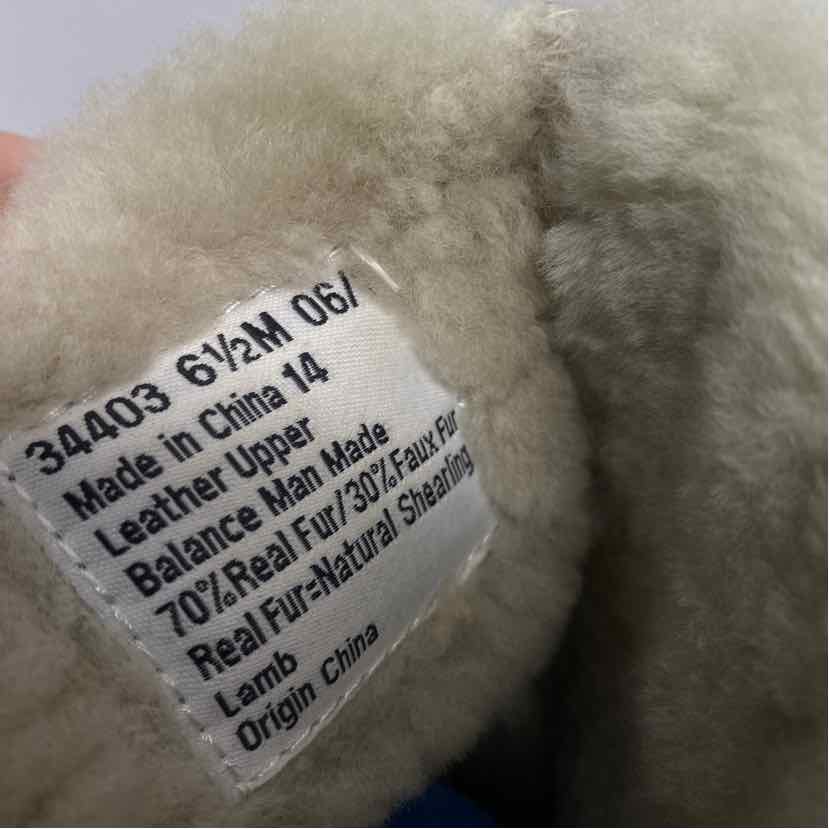 34403 6½M 06/
Made in China 14
Leather Upper
Balance Man Made
70%Real Fur/30%Faux Fur
Real Fur=Natural Shearling
Lamb
Origin China